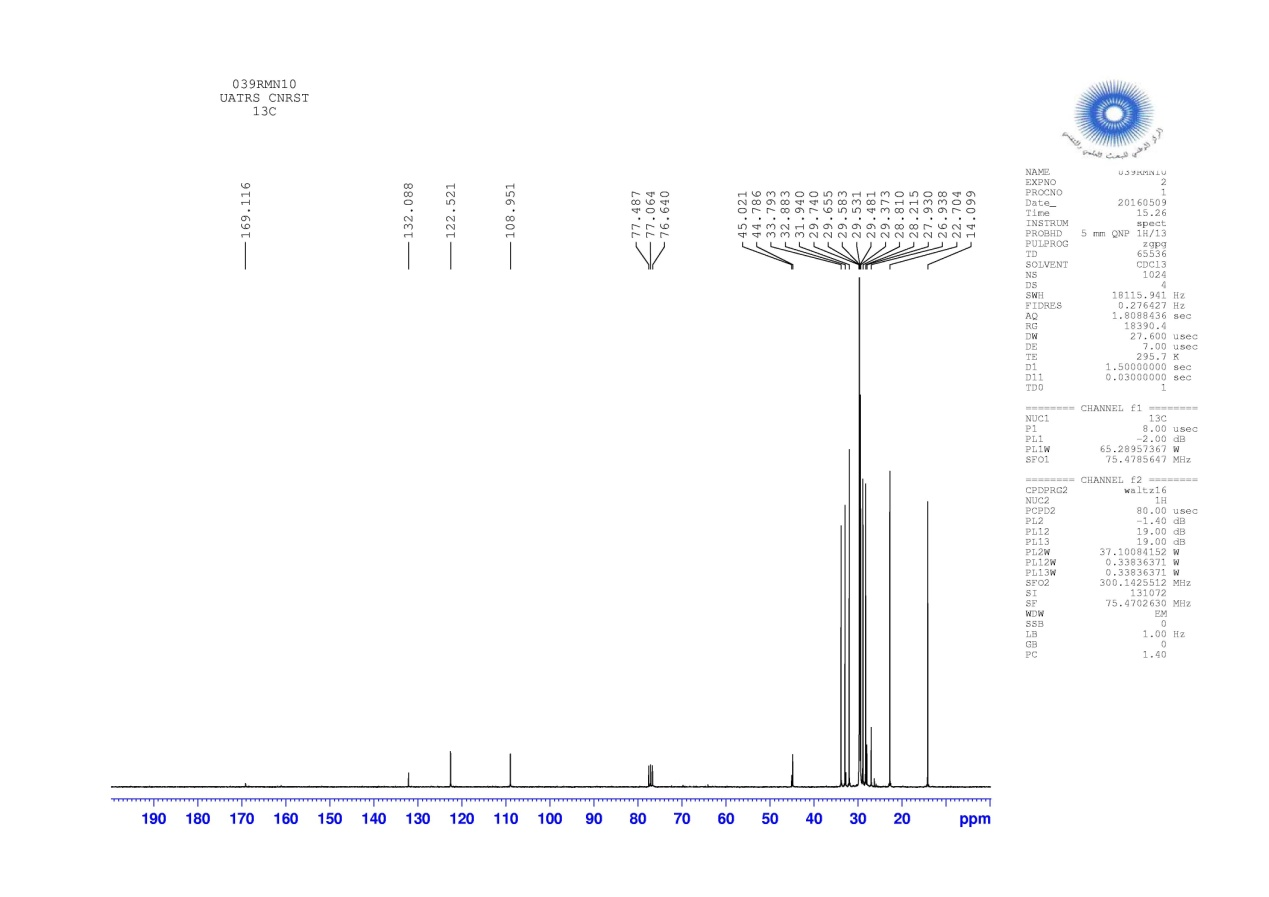 039RMN10
UATRS CNRST
13C
169.116
132.088
122.521
108.951
77.487
77.064
76.640
45.021
44.786
33.793
32.883
31.940
29.740
29.655
29.583
29.531
29.481
29.373
28.810
28.215
27.930
26.938
22.704
14.099
NAME 039RMN10
EXPNO 2
PROCNO 1
Date_ 20160509
Time 15.26
INSTRUM spect
PROBHD 5 mm QNP 1H/13
PULPROG zgpg
TD 65536
SOLVENT CDCl3
NS 1024
DS 4
SWH 18115.941 Hz
FIDRES 0.276427 Hz
AQ 1.8088436 sec
RG 18390.4
DW 27.600 usec
DE 7.00 usec
TE 295.7 K
D1 1.50000000 sec
D11 0.03000000 sec
TD0 1
======== CHANNEL f1 ========
NUC1 13C
P1 8.00 usec
PL1 -2.00 dB
PL1W 65.28957367 W
SFO1 75.4785647 MHz
======== CHANNEL f2 ========
CPDPRG2 waltz16
NUC2 1H
PCPD2 80.00 usec
PL2 -1.40 dB
PL12 19.00 dB
PL13 19.00 dB
PL2W 37.10084152 W
PL12W 0.33836371 W
PL13W 0.33836371 W
SFO2 300.1425512 MHz
SI 131072
SF 75.4702630 MHz
WDW EM
SSB 0
LB 1.00 Hz
GB 0
PC 1.40
190 180 170 160 150 140 130 120 110 100 90 80 70 60 50 40 30 20 ppm